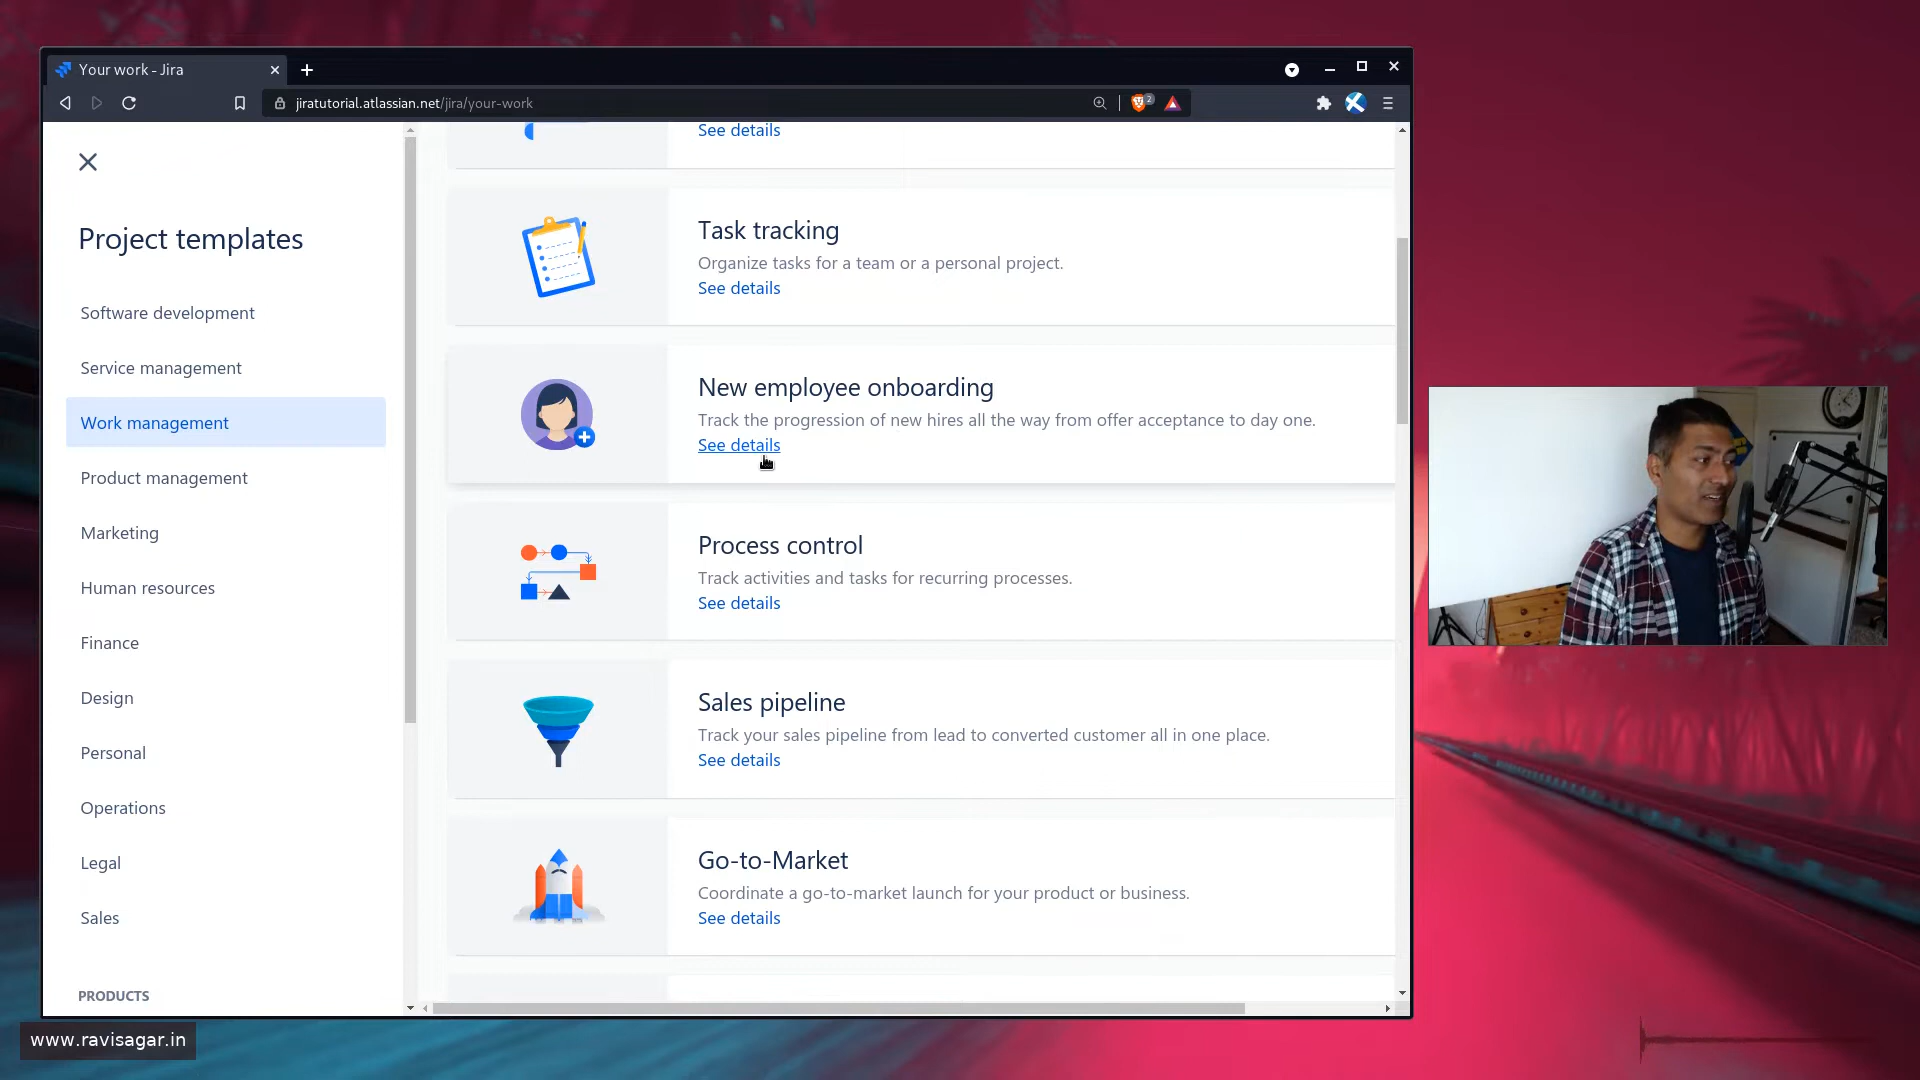 Your work - Jira
jiratutorial.atlassian.net/jira/your-work
2
Project templates
Software development
Service management
Work management
Product management
Marketing
Human resources
Finance
Design
Personal
Operations
Legal
Sales
PRODUCTS
See details
Task tracking
Organize tasks for a team or a personal project.
See details
New employee onboarding
Track the progression of new hires all the way from offer acceptance to day one.
See details
Process control
Track activities and tasks for recurring processes.
See details
Sales pipeline
Track your sales pipeline from lead to converted customer all in one place.
See details
Go-to-Market
Coordinate a go-to-market launch for your product or business.
See details
www.ravisagar.in